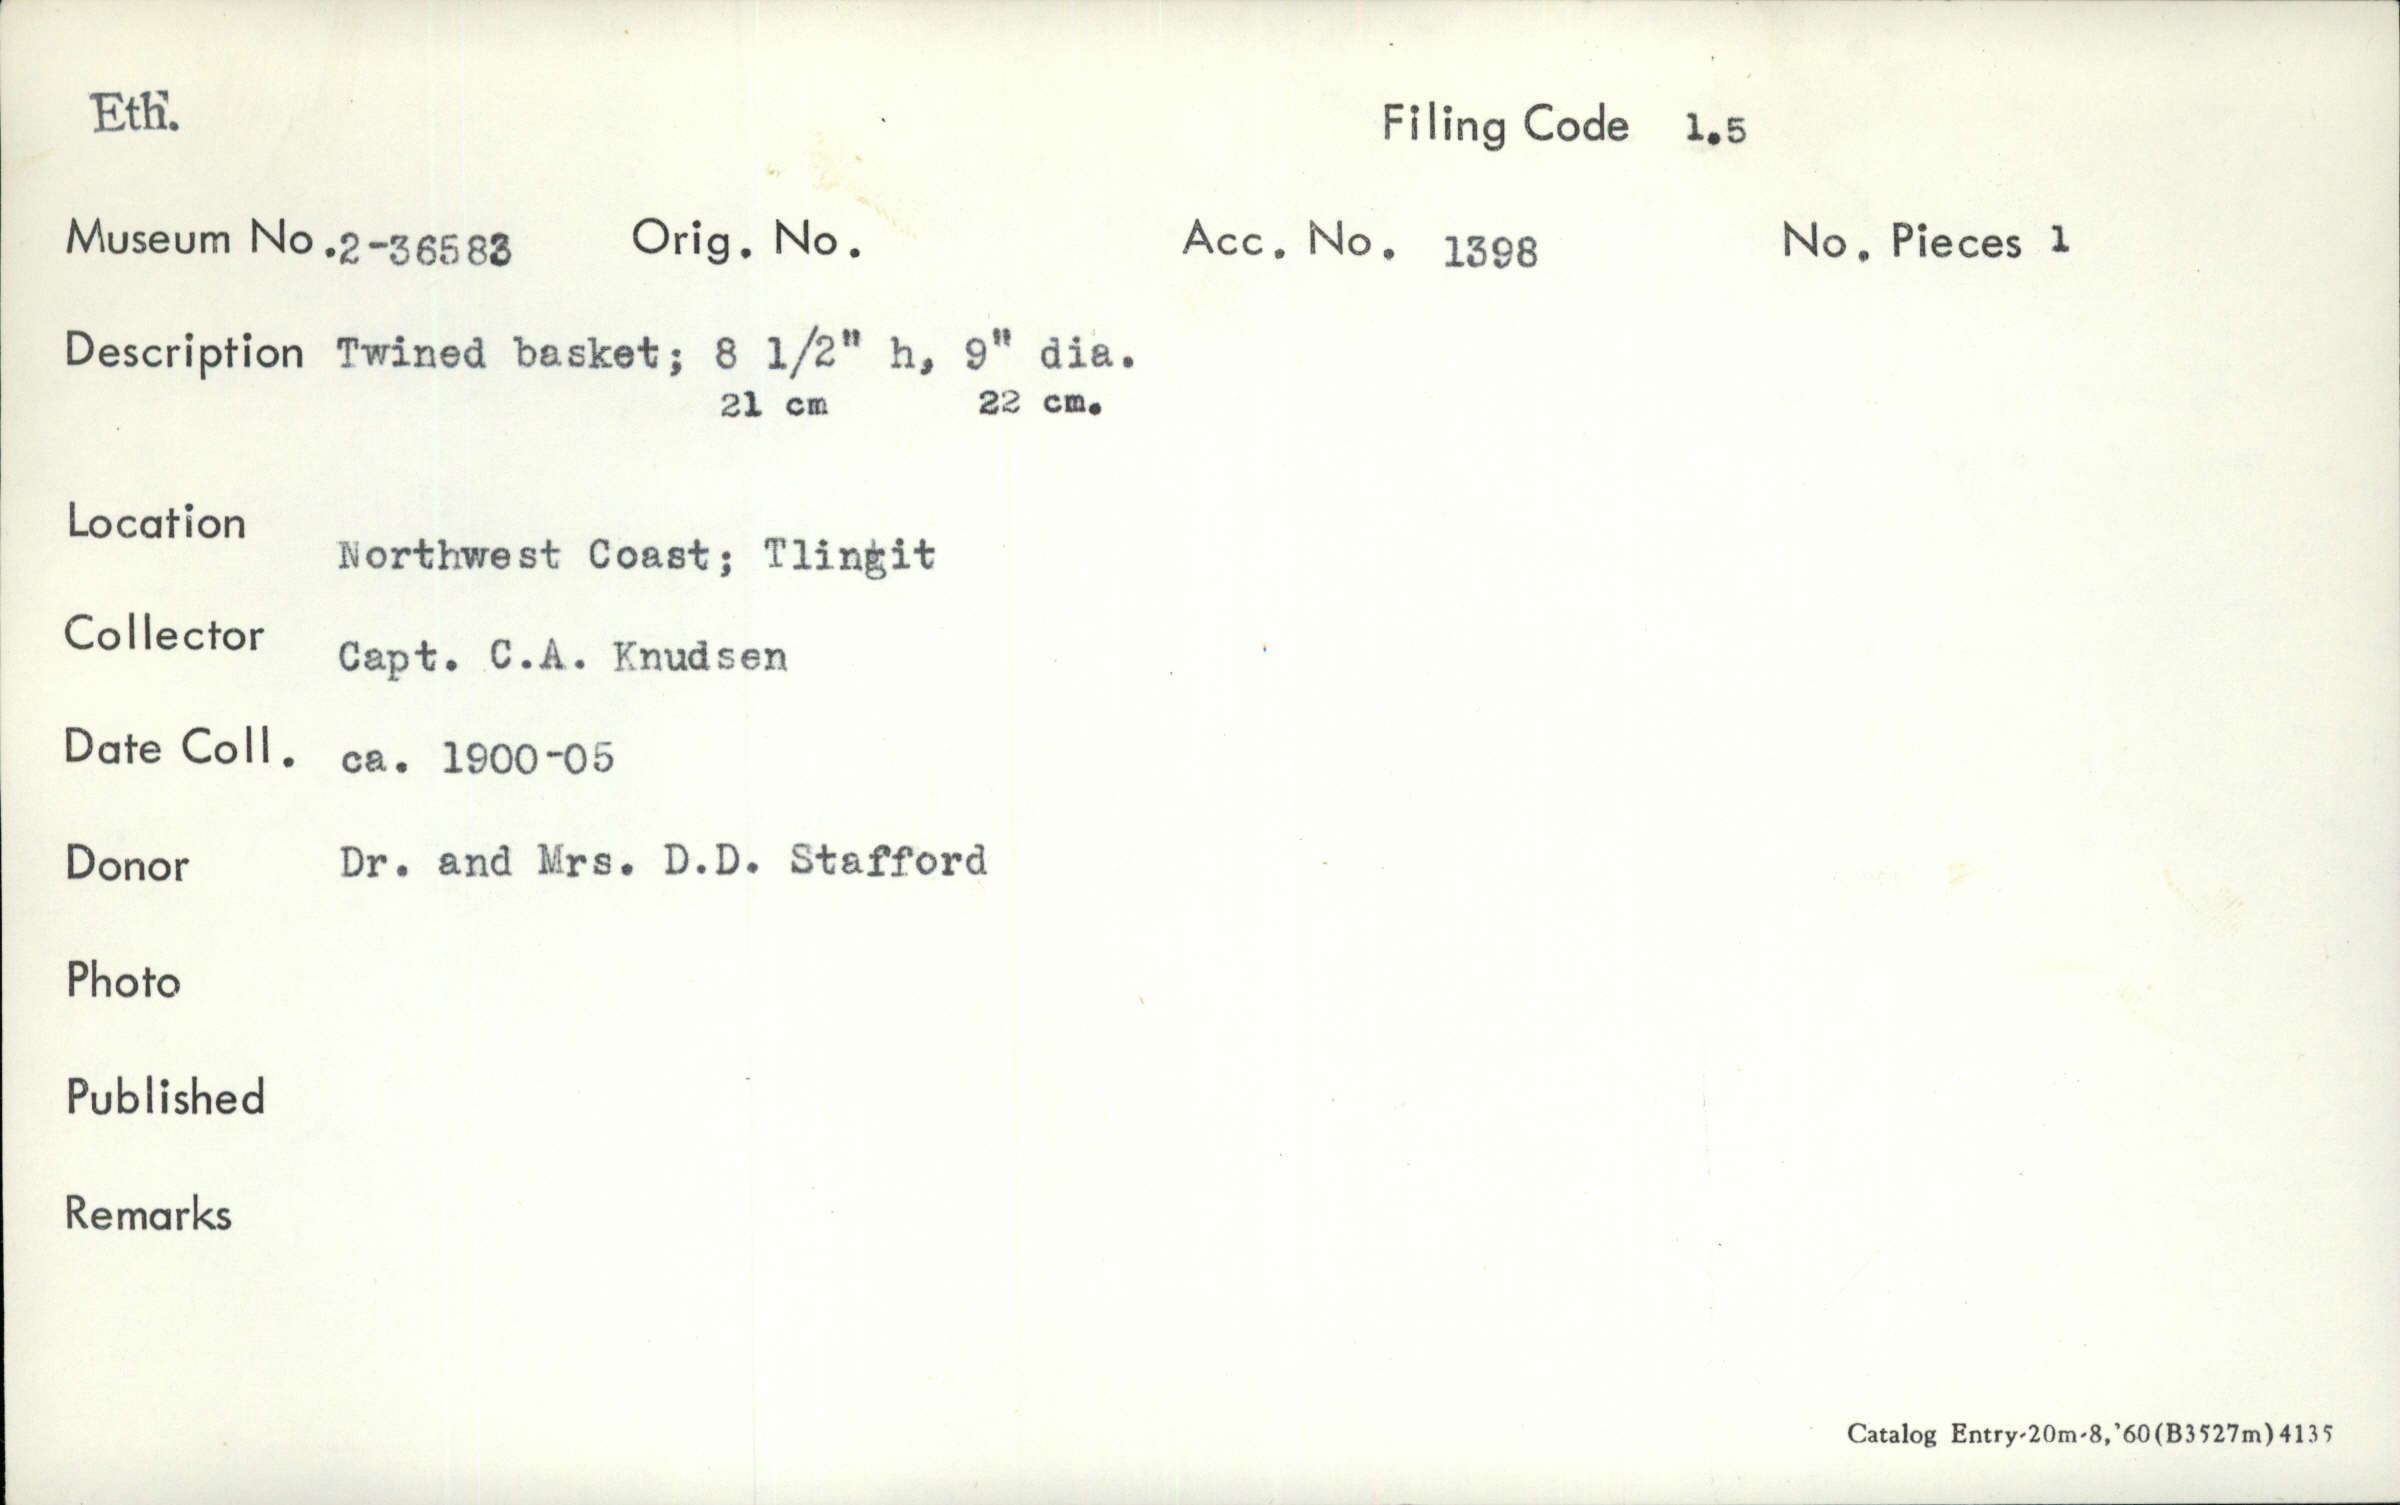 Eth.
Filing Code 1.5
Museum No. 2-36583 Orig. No. Acc. No. 1398 No. Pieces 1
Description Twined basket; 8 1/2" h, 9" dia.
21 cm 22 cm.
Location Northwest Coast; Tlingit
Collector Capt. C.A. Knudsen
Date Coll. ca. 1900-05
Donor Dr. and Mrs. D.D. Stafford
Photo
Published
Remarks
Catalog Entry-20m-8,'60(B3527m)4135